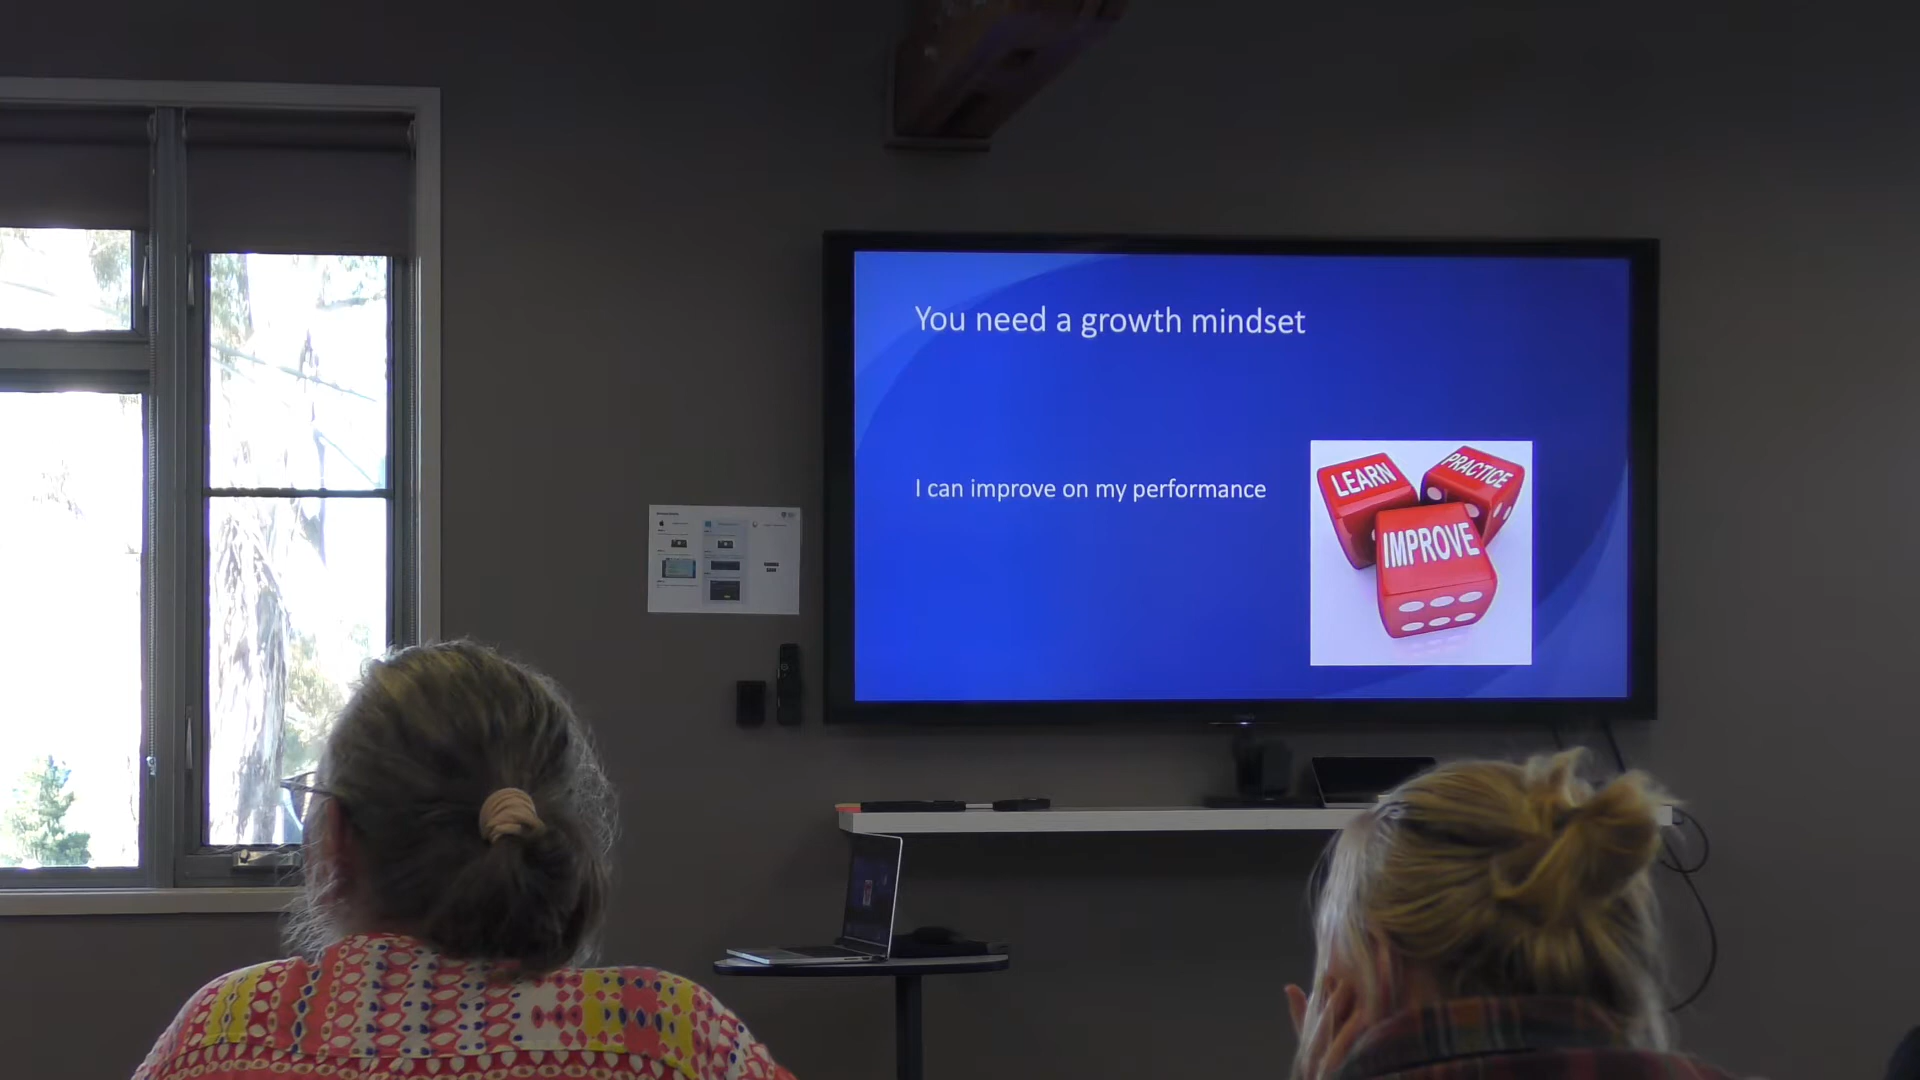 You need a growth mindset
I can improve on my performance
LEARN
PRACTICE
IMPROVE